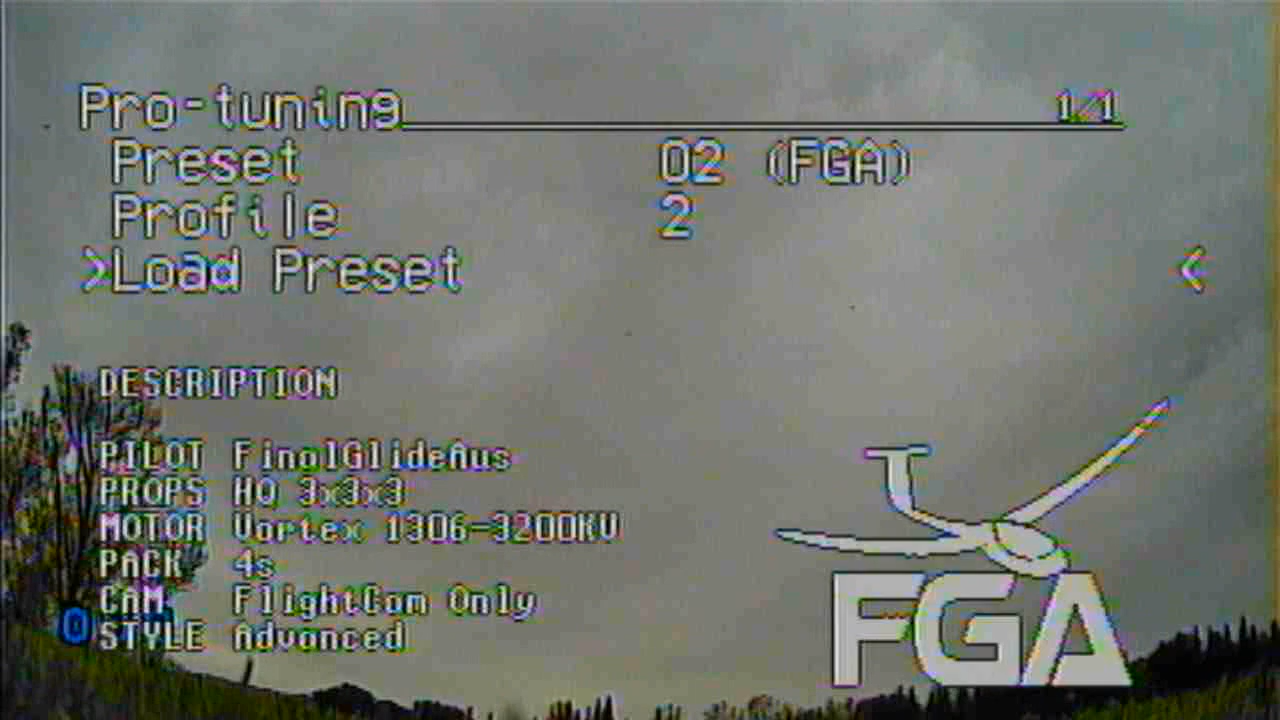 Pro-tuning 1/1
Preset 02 (FGA)
Profile 2
>Load Preset <
DESCRIPTION
PILOT FinalGlideAus
PROPS HQ 3x3x3
MOTOR Vortex 1306-3200KV
PACK 4s
CAM FlightCam Only
0 STYLE Advanced
FGA